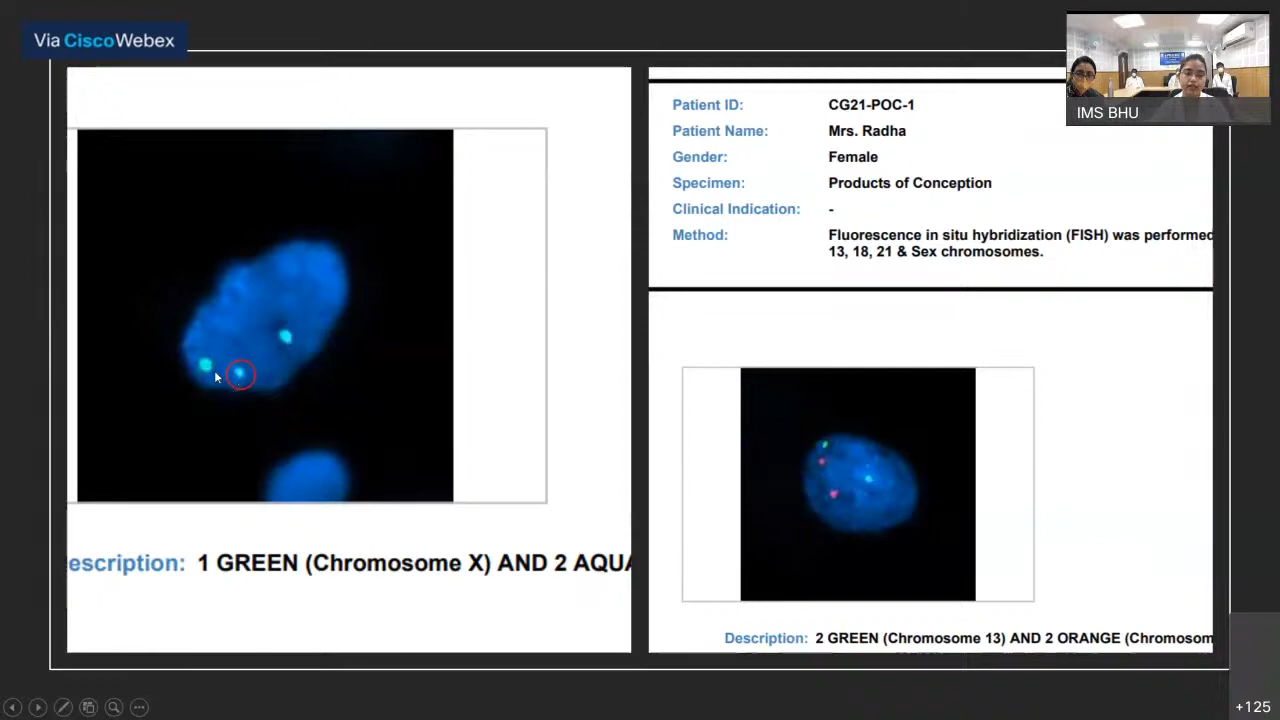 Via CiscoWebex
IMS BHU
Patient ID: CG21-POC-1
Patient Name: Mrs. Radha
Gender: Female
Specimen: Products of Conception
Clinical Indication: -
Method: Fluorescence in situ hybridization (FISH) was performed
13, 18, 21 & Sex chromosomes.
escription: 1 GREEN (Chromosome X) AND 2 AQUA
Description: 2 GREEN (Chromosome 13) AND 2 ORANGE (Chromosom
+125